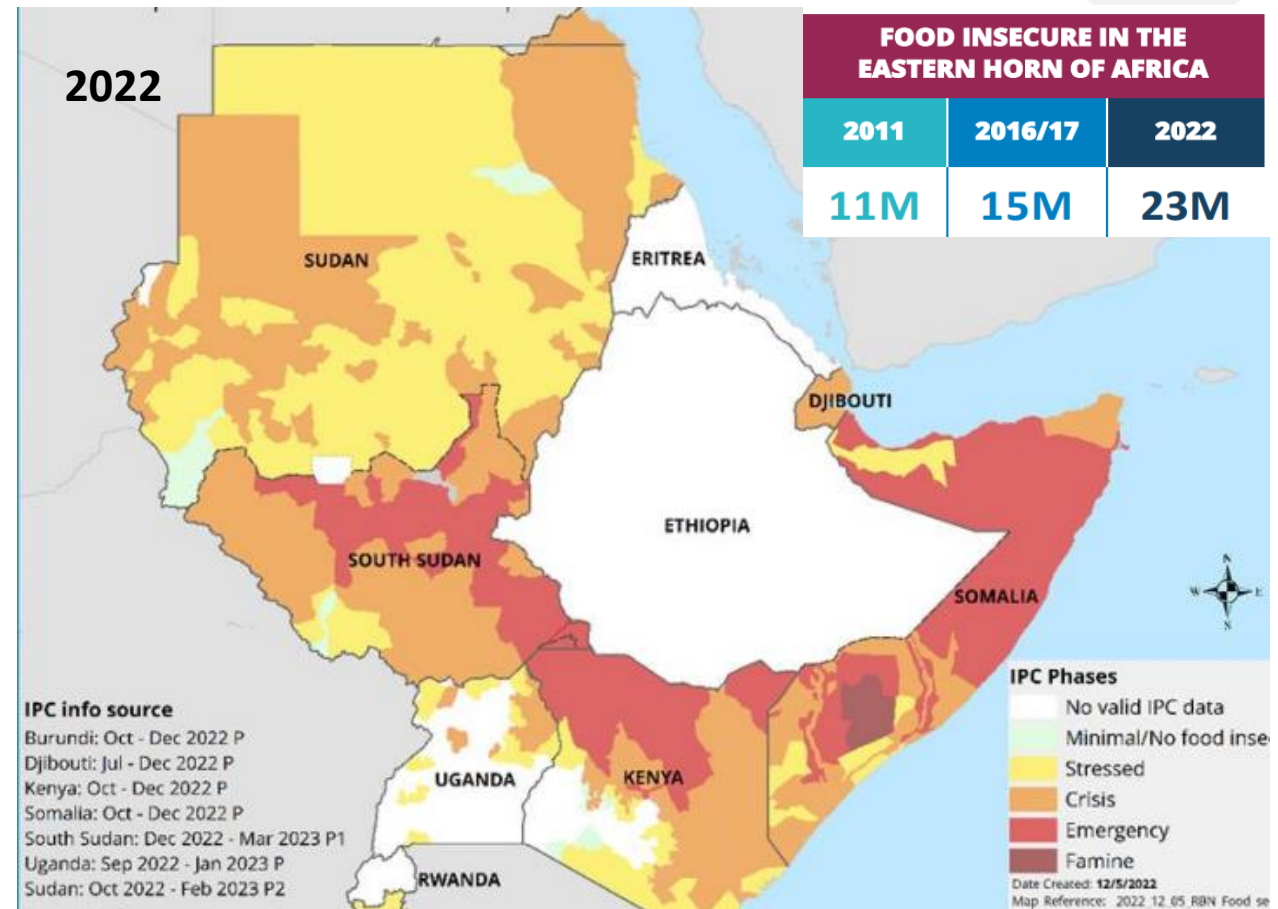 2022
FOOD INSECURE IN THE
EASTERN HORN OF AFRICA
2011 2016/17 2022
11M 15M 23M
SUDAN
ERITREA
DJIBOUTI
ETHIOPIA
SOUTH SUDAN
SOMALIA
UGANDA
KENYA
RWANDA
N
W E
S
IPC info source
Burundi: Oct - Dec 2022 P
Djibouti: Jul - Dec 2022 P
Kenya: Oct - Dec 2022 P
Somalia: Oct - Dec 2022 P
South Sudan: Dec 2022 - Mar 2023 P1
Uganda: Sep 2022 - Jan 2023 P
Sudan: Oct 2022 - Feb 2023 P2
IPC Phases
No valid IPC data
Minimal/No food inse
Stressed
Crisis
Emergency
Famine
Date Created: 12/5/2022
Map Reference: 2022_12_05_RBN Food se